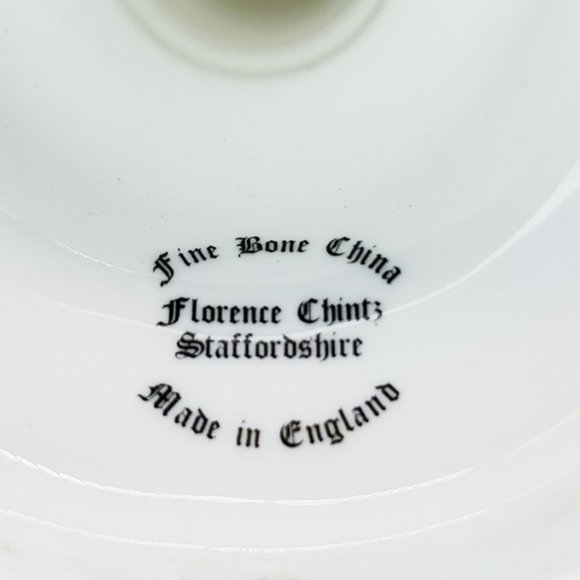 Fine Bone China
Florence Chintz
Staffordshire
Made in England